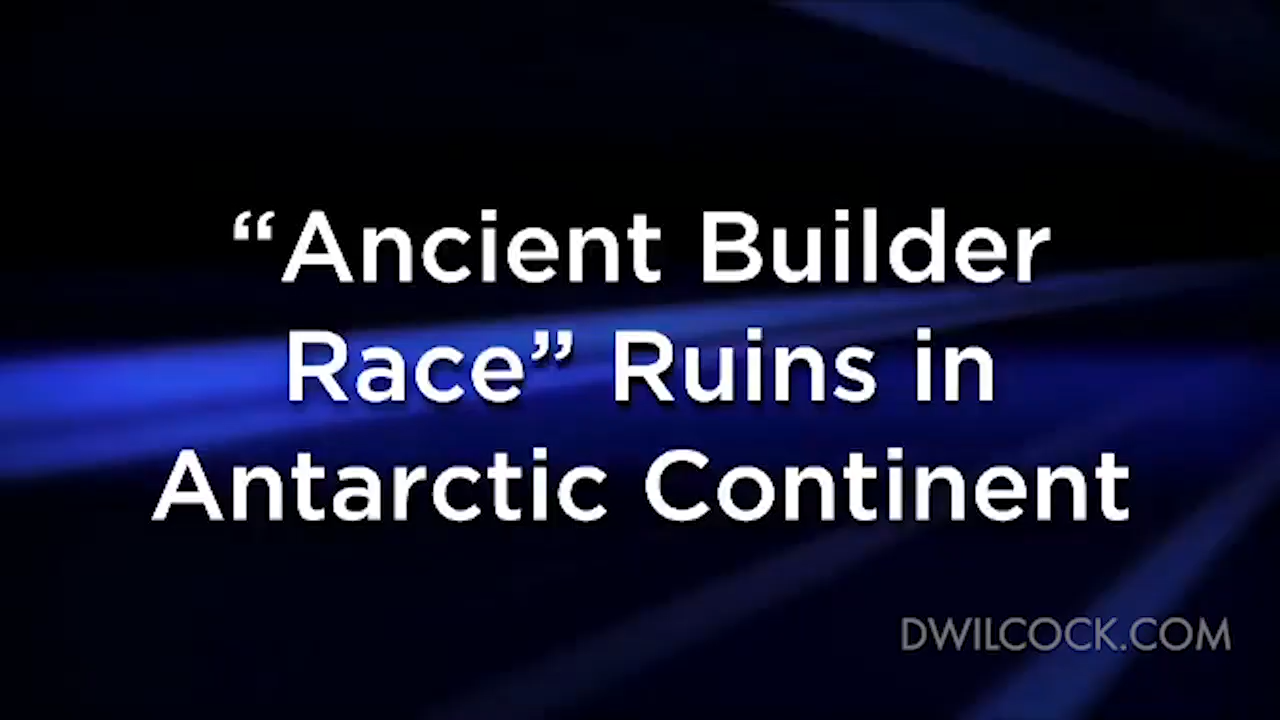 “Ancient Builder
Race” Ruins in
Antarctic Continent
DWILCOCK.COM